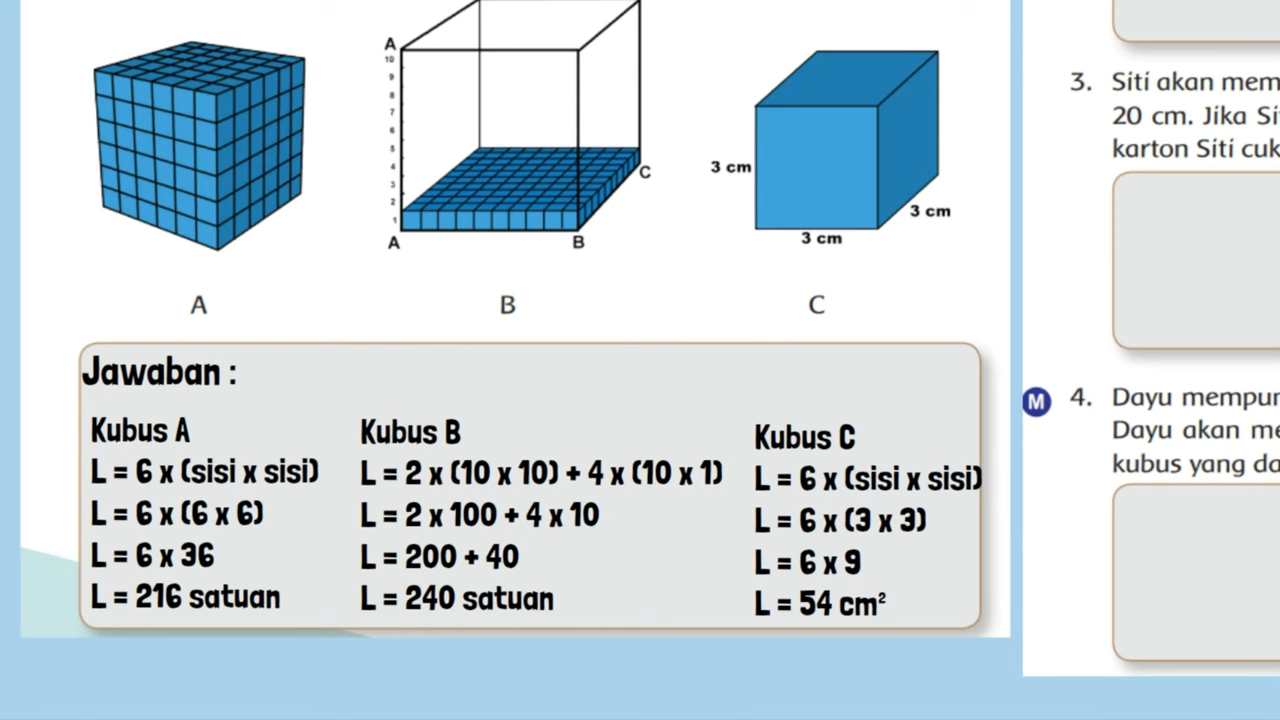 A
10
9
8
7
6
5
4
3
2
1
A
B
C
3 cm
3 cm
3 cm
A
B
C
Jawaban :
Kubus A
L = 6 x (sisi x sisi)
L = 6 x (6 x 6)
L = 6 x 36
L = 216 satuan
Kubus B
L = 2 x (10 x 10) + 4 x (10 x 1)
L = 2 x 100 + 4 x 10
L = 200 + 40
L = 240 satuan
Kubus C
L = 6 x (sisi x sisi)
L = 6 x (3 x 3)
L = 6 x 9
L = 54 cm²
3. Siti akan mem
20 cm. Jika Si
karton Siti cuk
M 4. Dayu mempun
Dayu akan me
kubus yang da